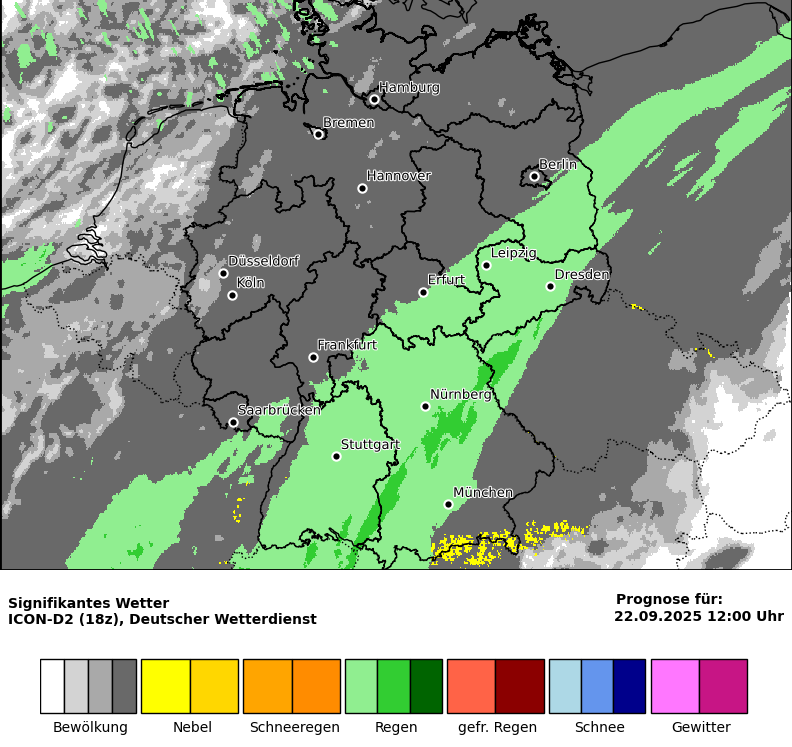 Hamburg
Bremen
Berlin
Hannover
Leipzig
Düsseldorf
Dresden
Köln
Erfurt
Frankfurt
Nürnberg
Saarbrücken
Stuttgart
München
Signifikantes Wetter
ICON-D2 (18z), Deutscher Wetterdienst
Prognose für:
22.09.2025 12:00 Uhr
Bewölkung
Nebel
Schneeregen
Regen
gefr. Regen
Schnee
Gewitter